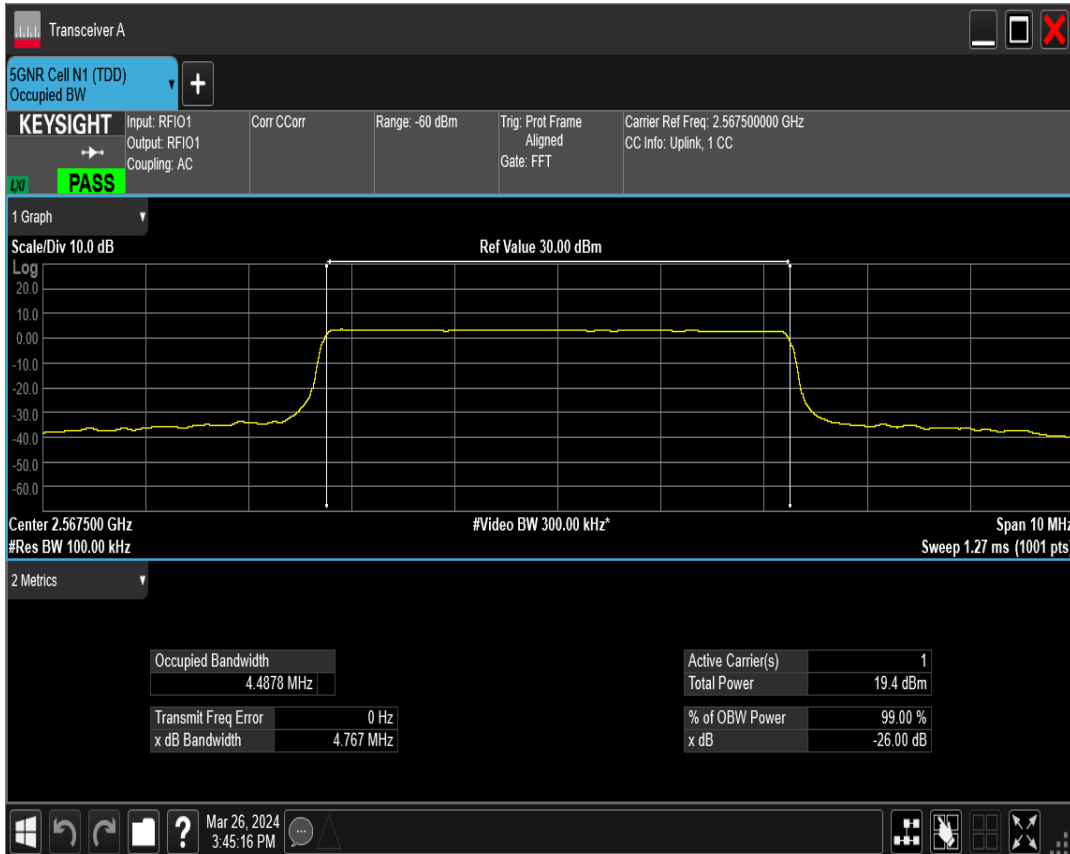 Transceiver A
5GNR Cell N1 (TDD)
Occupied BW
KEYSIGHT
LXI
PASS
Input: RFIO1
Output: RFIO1
Coupling: AC
Corr CCorr
Range: -60 dBm
Trig: Prot Frame
Aligned
Gate: FFT
Carrier Ref Freq: 2.567500000 GHz
CC Info: Uplink, 1 CC
1 Graph
Scale/Div 10.0 dB
Ref Value 30.00 dBm
Log
20.0
10.0
0.00
-10.0
-20.0
-30.0
-40.0
-50.0
-60.0
Center 2.567500 GHz
#Video BW 300.00 kHz*
Span 10 MHz
#Res BW 100.00 kHz
Sweep 1.27 ms (1001 pts)
2 Metrics
Occupied Bandwidth
4.4878 MHz
Transmit Freq Error 0 Hz
x dB Bandwidth 4.767 MHz
Active Carrier(s) 1
Total Power 19.4 dBm
% of OBW Power 99.00 %
x dB -26.00 dB
?
Mar 26, 2024
3:45:16 PM